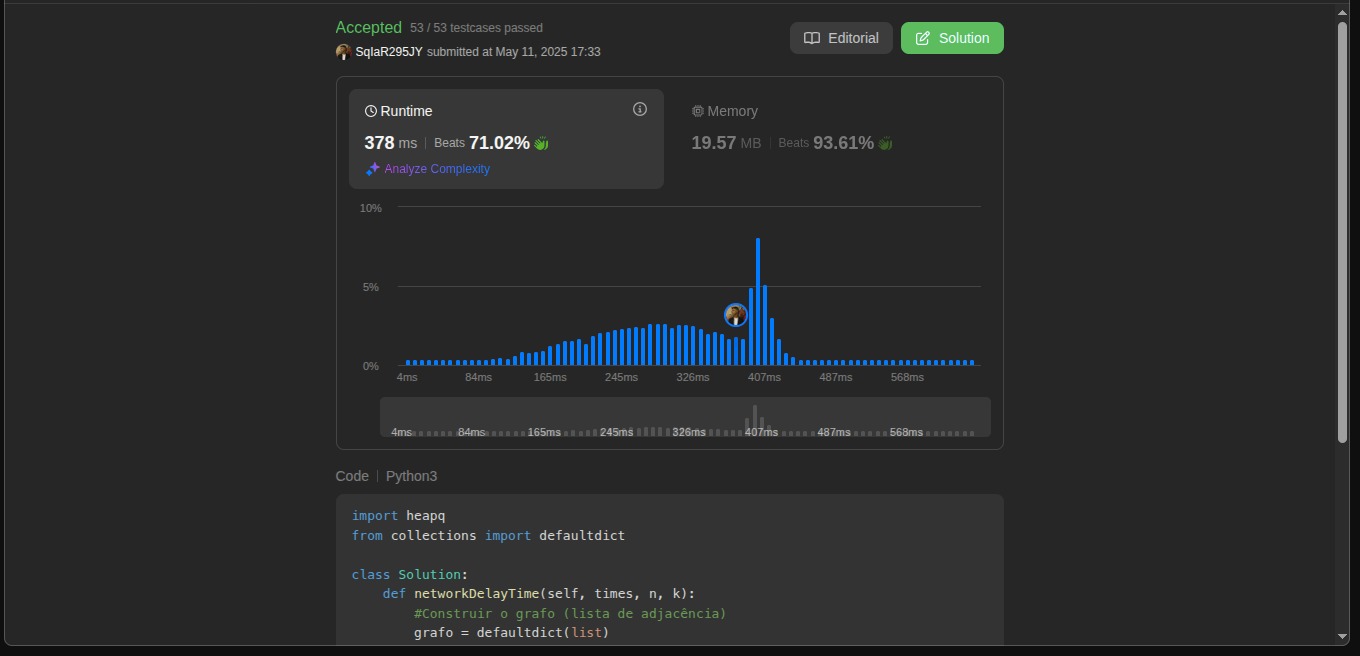 Accepted 53 / 53 testcases passed
SqlaR295JY submitted at May 11, 2025 17:33
Editorial
Solution
Runtime
378 ms | Beats 71.02%
Analyze Complexity
Memory
19.57 MB | Beats 93.61%
10%
5%
0%
4ms 84ms 165ms 245ms 326ms 407ms 487ms 568ms
4ms 84ms 165ms 245ms 326ms 407ms 487ms 568ms
Code | Python3
import heapq
from collections import defaultdict
class Solution:
def networkDelayTime(self, times, n, k):
#Construir o grafo (lista de adjacência)
grafo = defaultdict(list)